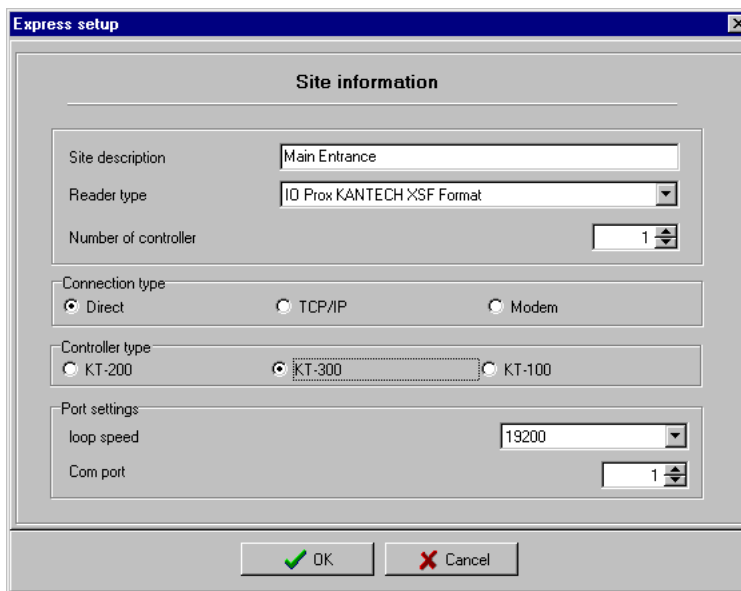 Express setup
Site information
Site description Main Entrance
Reader type IO Prox KANTECH XSF Format
Number of controller 1
Connection type
Direct TCP/IP Modem
Controller type
KT-200 KT-300 KT-100
Port settings
loop speed 19200
Com port 1
OK Cancel